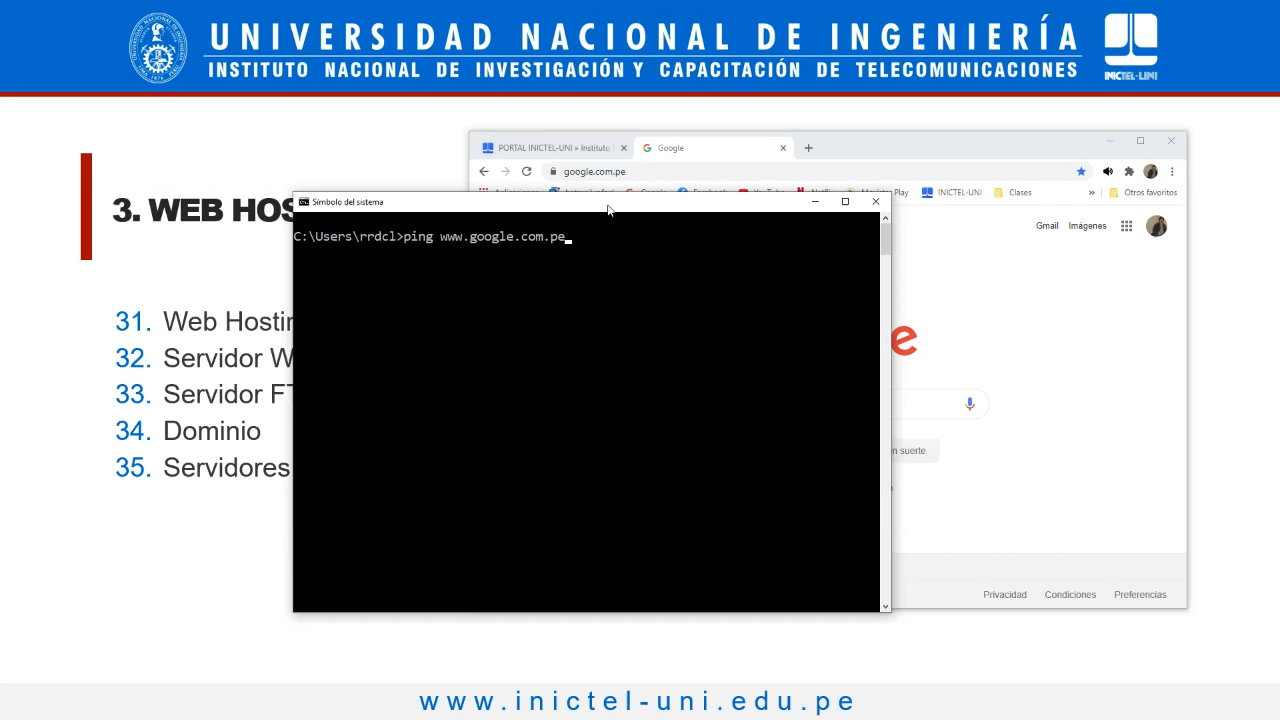 UNIVERSIDAD NACIONAL DE INGENIERÍA
INSTITUTO NACIONAL DE INVESTIGACIÓN Y CAPACITACIÓN DE TELECOMUNICACIONES
INICTEL-UNI
3. WEB HOS
31. Web Hostin
32. Servidor W
33. Servidor FT
34. Dominio
35. Servidores
PORTAL INICTEL-UNI » Instituto
Google
google.com.pe
Play
INICTEL-UNI
Clases
»
Otros favoritos
Símbolo del sistema
C:\Users\rrdcl>ping www.google.com.pe
Gmail Imágenes
e
n suerte
Privacidad Condiciones Preferencias
www.inictel-uni.edu.pe